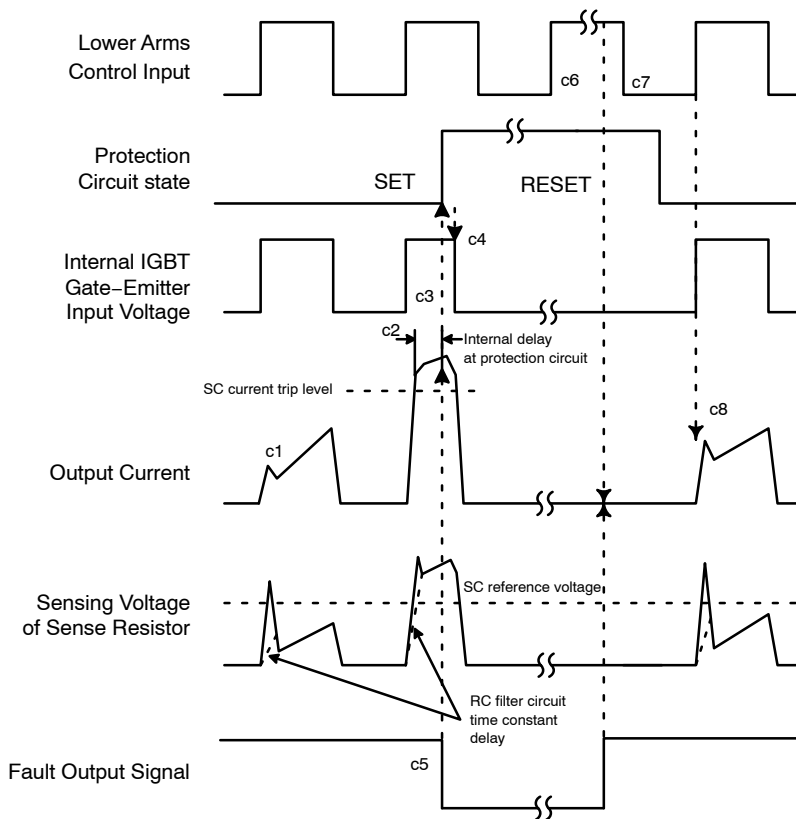 Lower Arms
Control Input
c6
c7
Protection
Circuit state
SET
RESET
c4
Internal IGBT
Gate–Emitter
Input Voltage
c3
c2
Internal delay
at protection circuit
SC current trip level
c8
c1
Output Current
SC reference voltage
Sensing Voltage
of Sense Resistor
RC filter circuit
time constant
delay
c5
Fault Output Signal